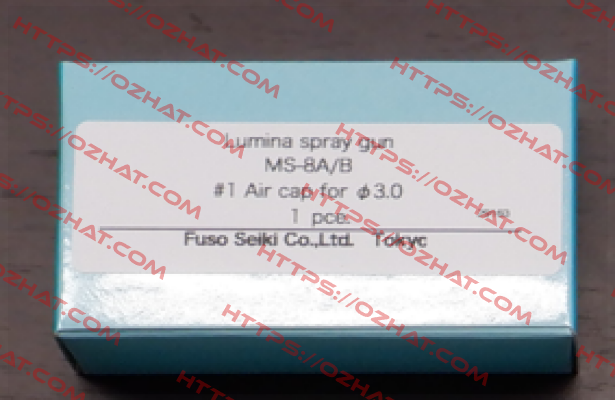 Lumina spray gun
MS-8A/B
#1 Air cap for φ3.0
1 pce.
Fuso Seiki Co.,Ltd. Tokyo
HTTPS://OZHAT.COM